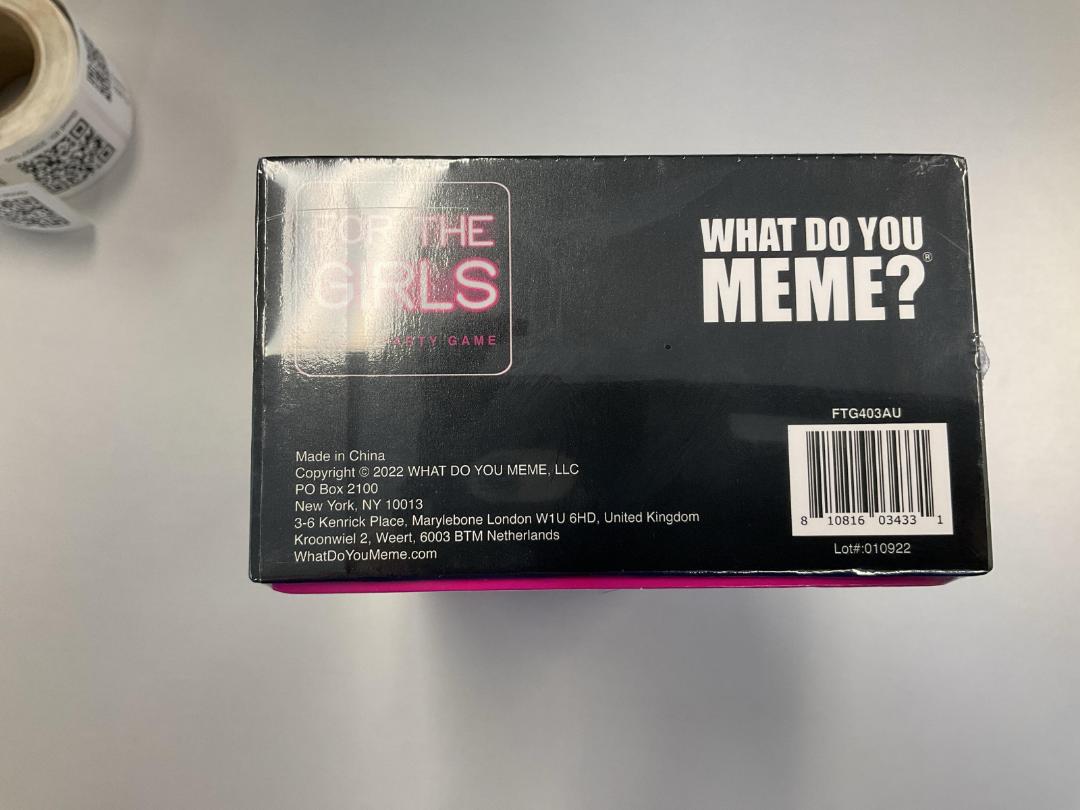 FOR THE
GIRLS
PARTY GAME
WHAT DO YOU
MEME?®
FTG403AU
8 10816 03433 1
Lot#:010922
Made in China
Copyright © 2022 WHAT DO YOU MEME, LLC
PO Box 2100
New York, NY 10013
3-6 Kenrick Place, Marylebone London W1U 6HD, United Kingdom
Kroonwiel 2, Weert, 6003 BTM Netherlands
WhatDoYouMeme.com